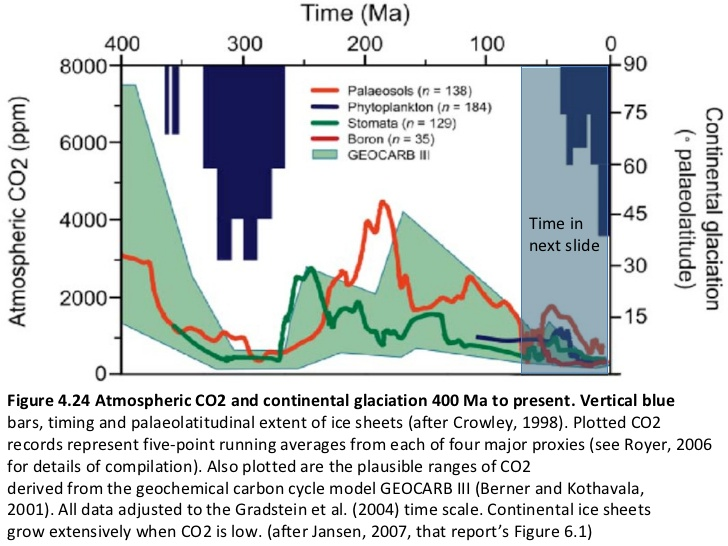 Time (Ma)
400 300 200 100 0
8000
6000
4000
2000
0
Atmospheric CO2 (ppm)
90
75
60
45
30
15
Continental glaciation
(° palaeolatitude)
Palaeosols (n = 138)
Phytoplankton (n = 184)
Stomata (n = 129)
Boron (n = 35)
GEOCARB III
Time in
next slide
Figure 4.24 Atmospheric CO2 and continental glaciation 400 Ma to present. Vertical blue
bars, timing and palaeolatitudinal extent of ice sheets (after Crowley, 1998). Plotted CO2
records represent five-point running averages from each of four major proxies (see Royer, 2006
for details of compilation). Also plotted are the plausible ranges of CO2
derived from the geochemical carbon cycle model GEOCARB III (Berner and Kothavala,
2001). All data adjusted to the Gradstein et al. (2004) time scale. Continental ice sheets
grow extensively when CO2 is low. (after Jansen, 2007, that report’s Figure 6.1)